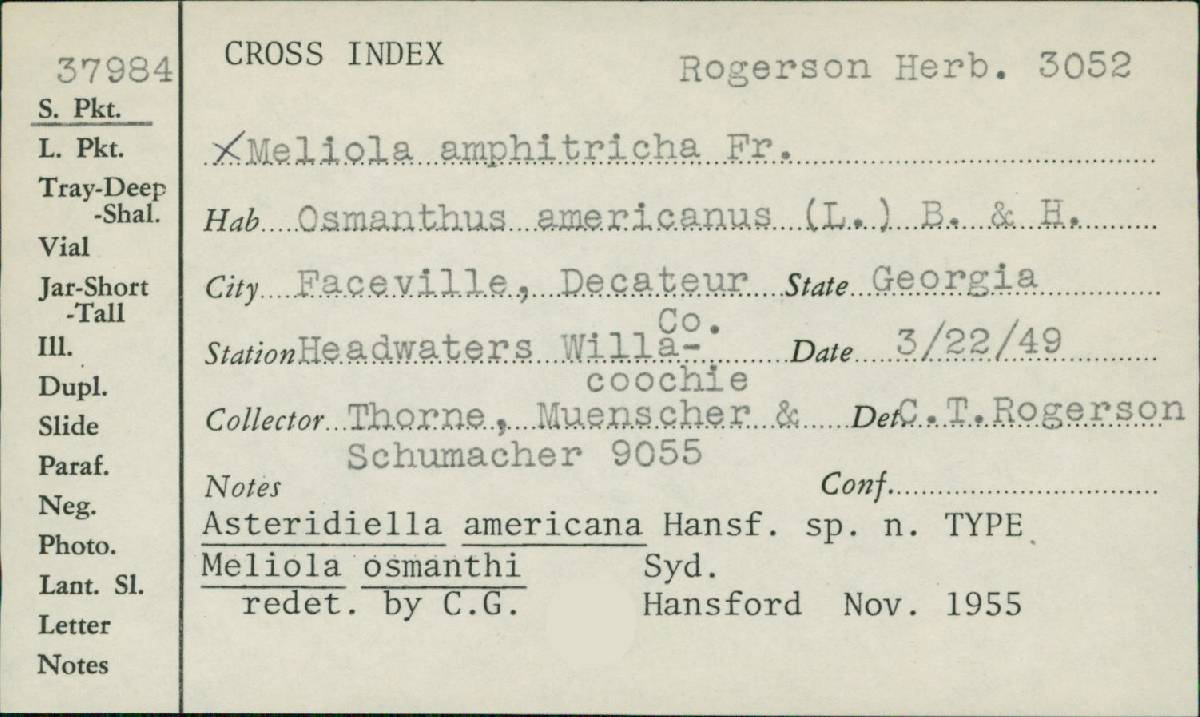 37984
S. Pkt.
L. Pkt.
Tray-Deep
-Shal.
Vial
Jar-Short
-Tall
Ill.
Dupl.
Slide
Paraf.
Neg.
Photo.
Lant. Sl.
Letter
Notes
CROSS INDEX
Rogerson Herb. 3052
X Meliola amphitricha Fr.
Hab Osmanthus americanus (L.) B. & H.
City Faceville, Decateur State Georgia
Co.
Station Headwaters Willa- Date 3/22/49
coochie
Collector Thorne, Muenscher & Det. C.T.Rogerson
Schumacher 9055
Notes Conf.
Asteridiella americana Hansf. sp. n. TYPE
Meliola osmanthi Syd.
redet. by C.G. Hansford Nov. 1955